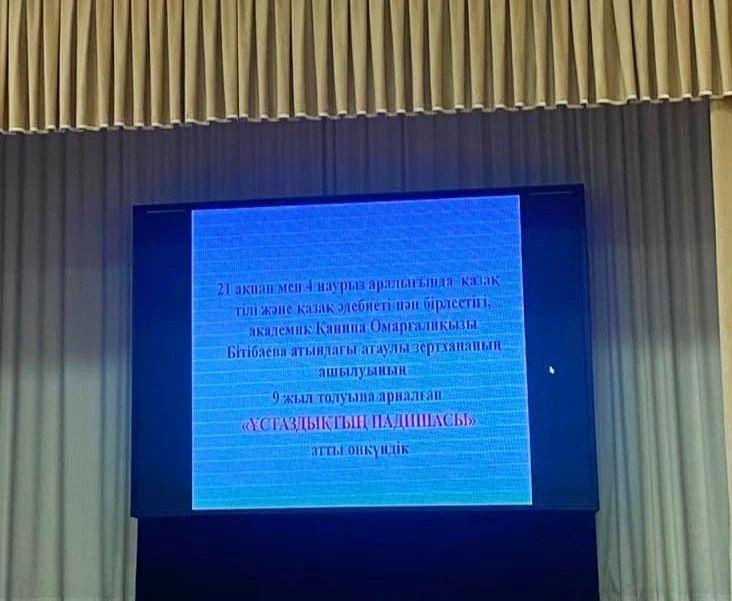 21 ақпан мен 4 наурыз аралығында қазақ
тілі және қазақ әдебиеті пән бірлестігі,
академик Қанипа Омарғалиқызы
Бітібаева атындағы атаулы зертхананың
ашылуының
9 жыл толуына арналған
«ҰСТАЗДЫҚТЫҢ ПАДИШАСЫ»
атты онкүндік